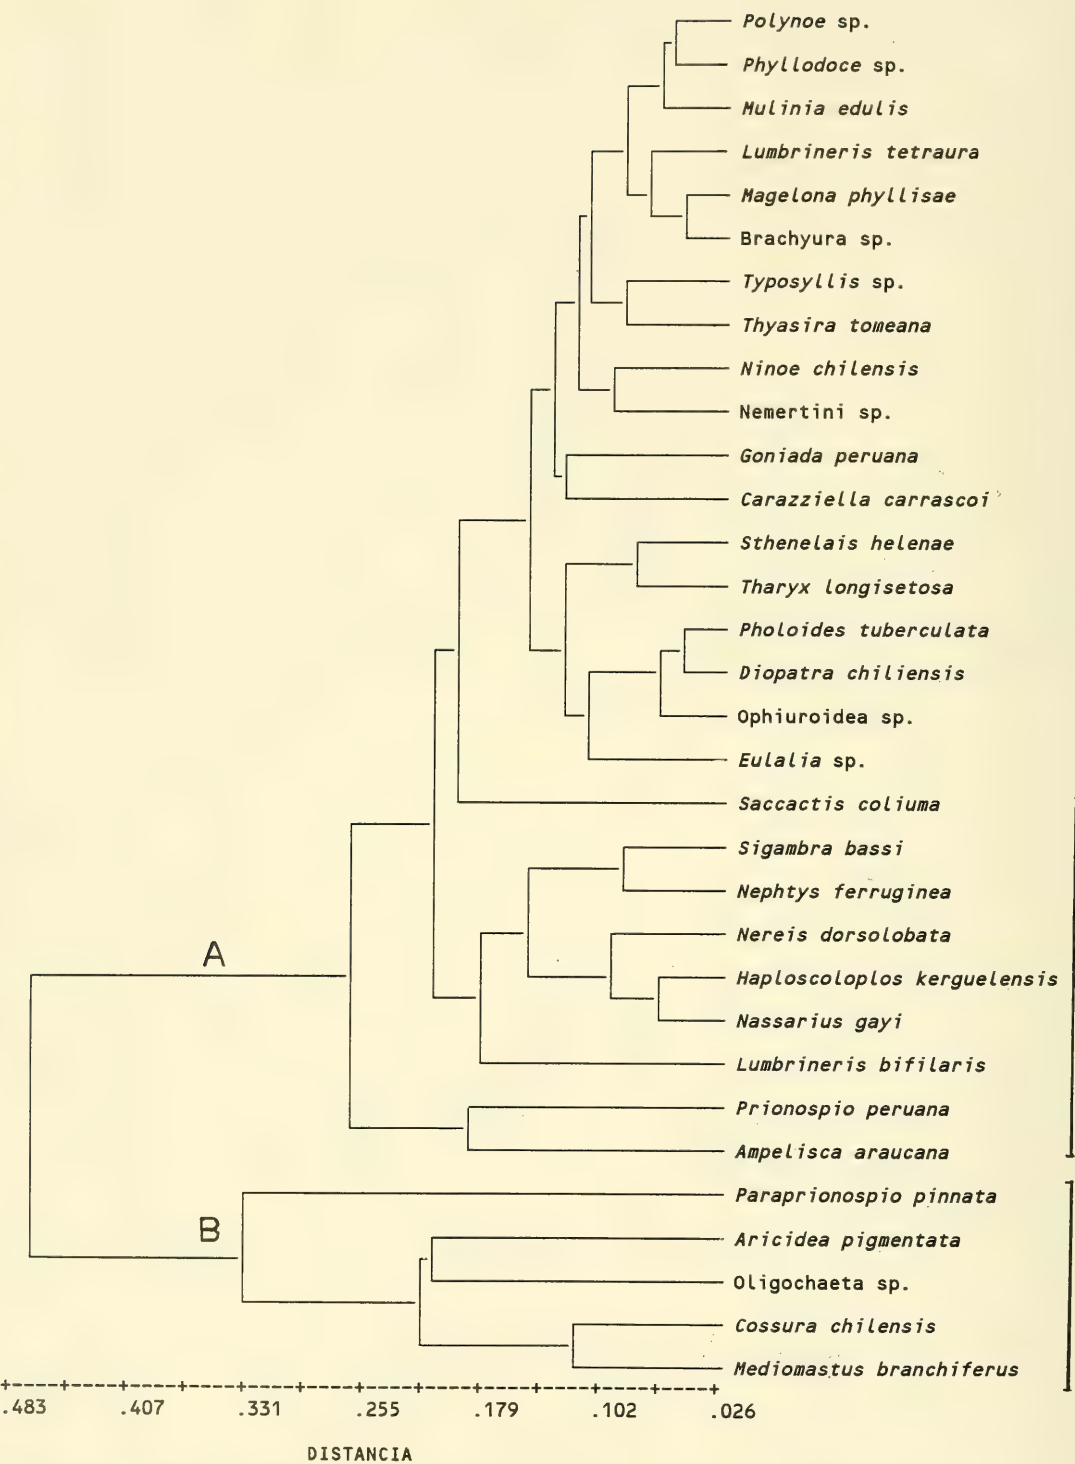 Polynoe sp.
Phyllodoce sp.
Mulinia edulis
Lumbrineris tetraura
Magelona phyllisae
Brachyura sp.
Typosyllis sp.
Thyasira tomeana
Ninoe chilensis
Nemertini sp.
Goniada peruana
Carazziella carrascoi
Sthenelais helenae
Tharyx longisetosa
Pholoides tuberculata
Diopatra chiliensis
Ophiuroidea sp.
Eulalia sp.
Saccactis coliuma
Sigambra bassi
Nephtys ferruginea
Nereis dorsolobata
A
Haploscoloplos kerguelensis
Nassarius gayi
Lumbrineris bifilaris
Prionospio peruana
Ampelisca araucana
Paraprionospio pinnata
B
Aricidea pigmentata
Oligochaeta sp.
Cossura chilensis
Mediomastus branchiferus
.483 .407 .331 .255 .179 .102 .026
DISTANCIA